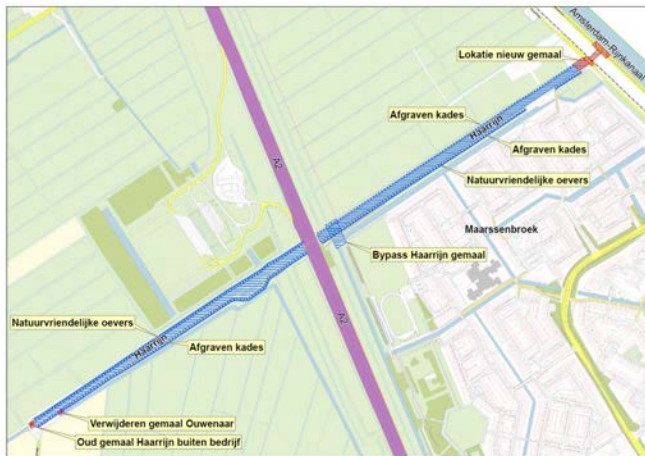 Amsterdam-Rijnkanaal
Lokatie nieuw gemaal
Afgraven kades
Haarrijn
Afgraven kades
A2
Natuurvriendelijke oevers
Maarssenbroek
Bypass Haarrijn gemaal
Natuurvriendelijke oevers
A2
Haarrijn
Afgraven kades
Verwijderen gemaal Ouwenaar
Oud gemaal Haarrijn buiten bedrijf